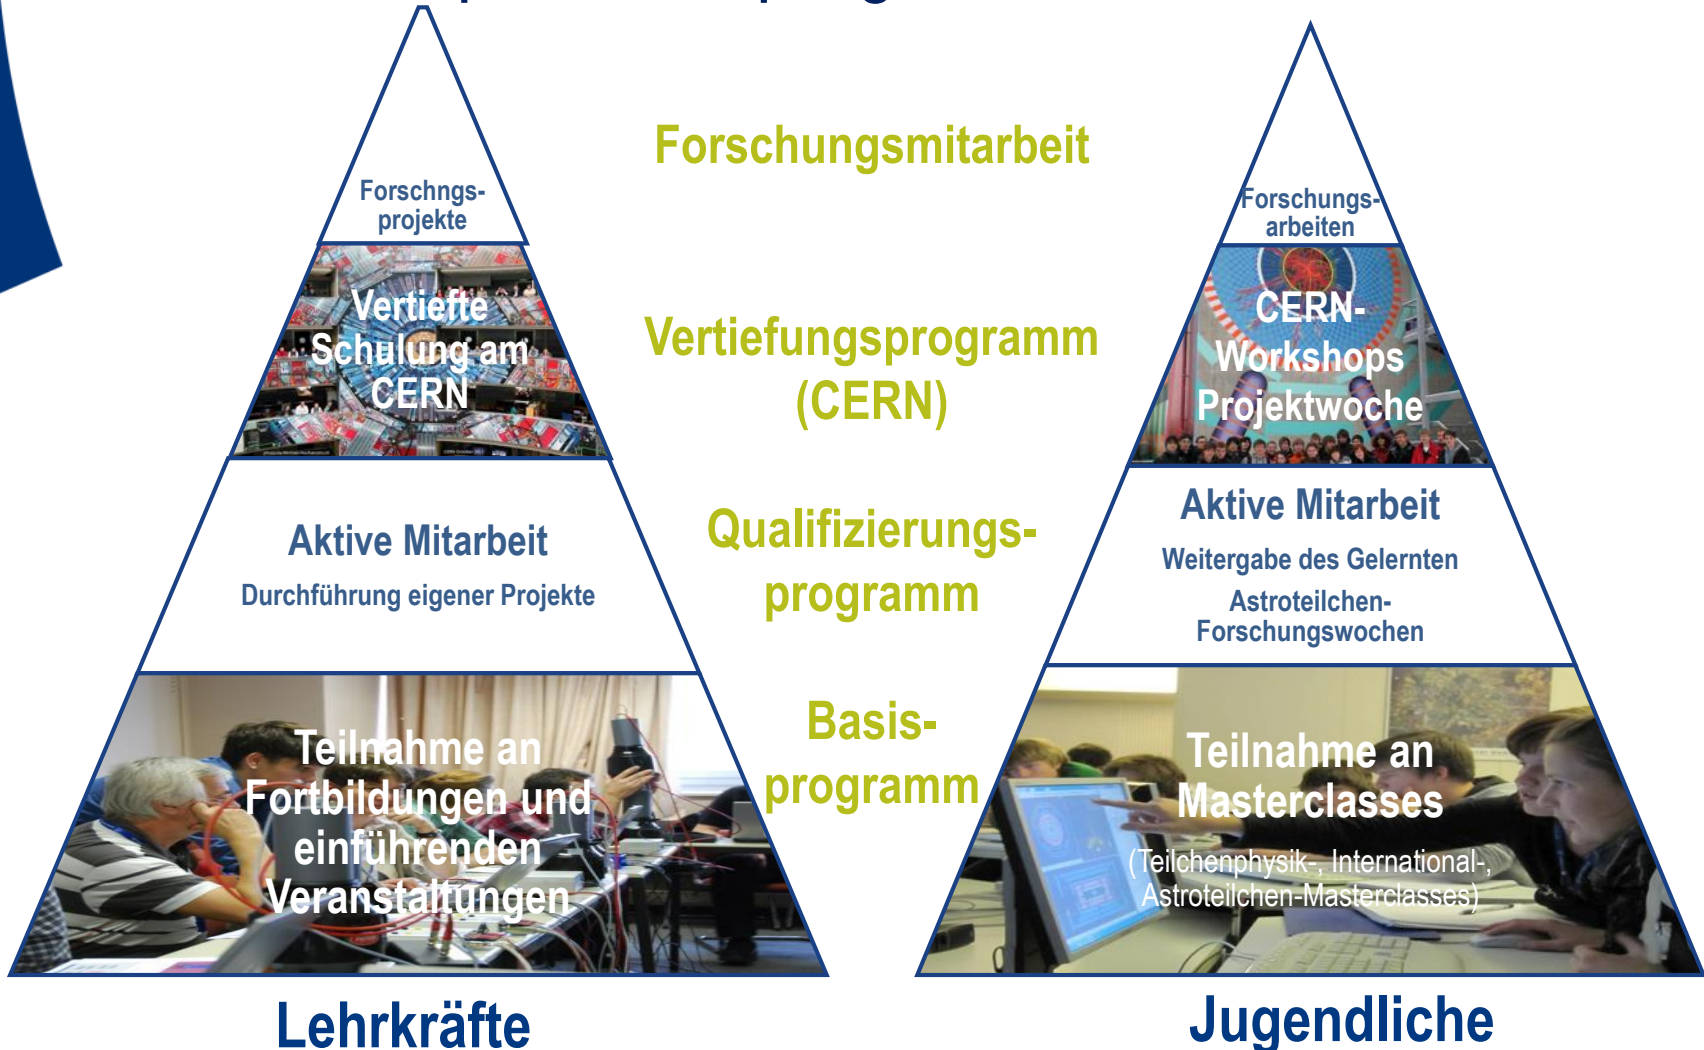 Forschungsmitarbeit
Vertiefungsprogramm
(CERN)
Qualifizierungs-
programm
Basis-
programm
Forschngs-
projekte
Vertiefte
Schulung am
CERN
Aktive Mitarbeit
Durchführung eigener Projekte
Teilnahme an
Fortbildungen und
einführenden
Veranstaltungen
Lehrkräfte
Forschungs-
arbeiten
CERN-
Workshops
Projektwoche
Aktive Mitarbeit
Weitergabe des Gelernten
Astroteilchen-
Forschungswochen
Teilnahme an
Masterclasses
(Teilchenphysik-, International-,
Astroteilchen-Masterclasses)
Jugendliche